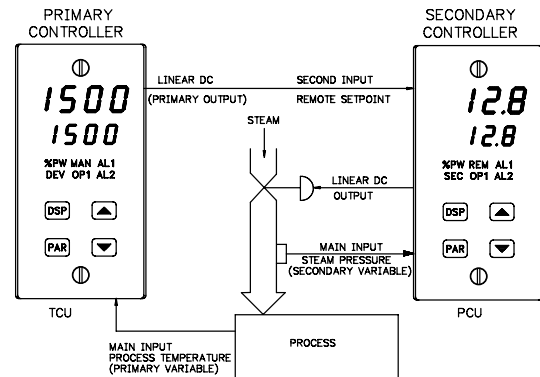 PRIMARY
CONTROLLER
SECONDARY
CONTROLLER
1500
1500
%PW MAN AL1
DEV OP1 AL2
DSP
PAR
TCU
LINEAR DC
(PRIMARY OUTPUT)
SECOND INPUT
REMOTE SETPOINT
STEAM
LINEAR DC
OUTPUT
MAIN INPUT
STEAM PRESSURE
(SECONDARY VARIABLE)
12.8
12.8
%PW REM AL1
SEC OP1 AL2
DSP
PAR
PCU
MAIN INPUT
PROCESS TEMPERATURE
(PRIMARY VARIABLE)
PROCESS